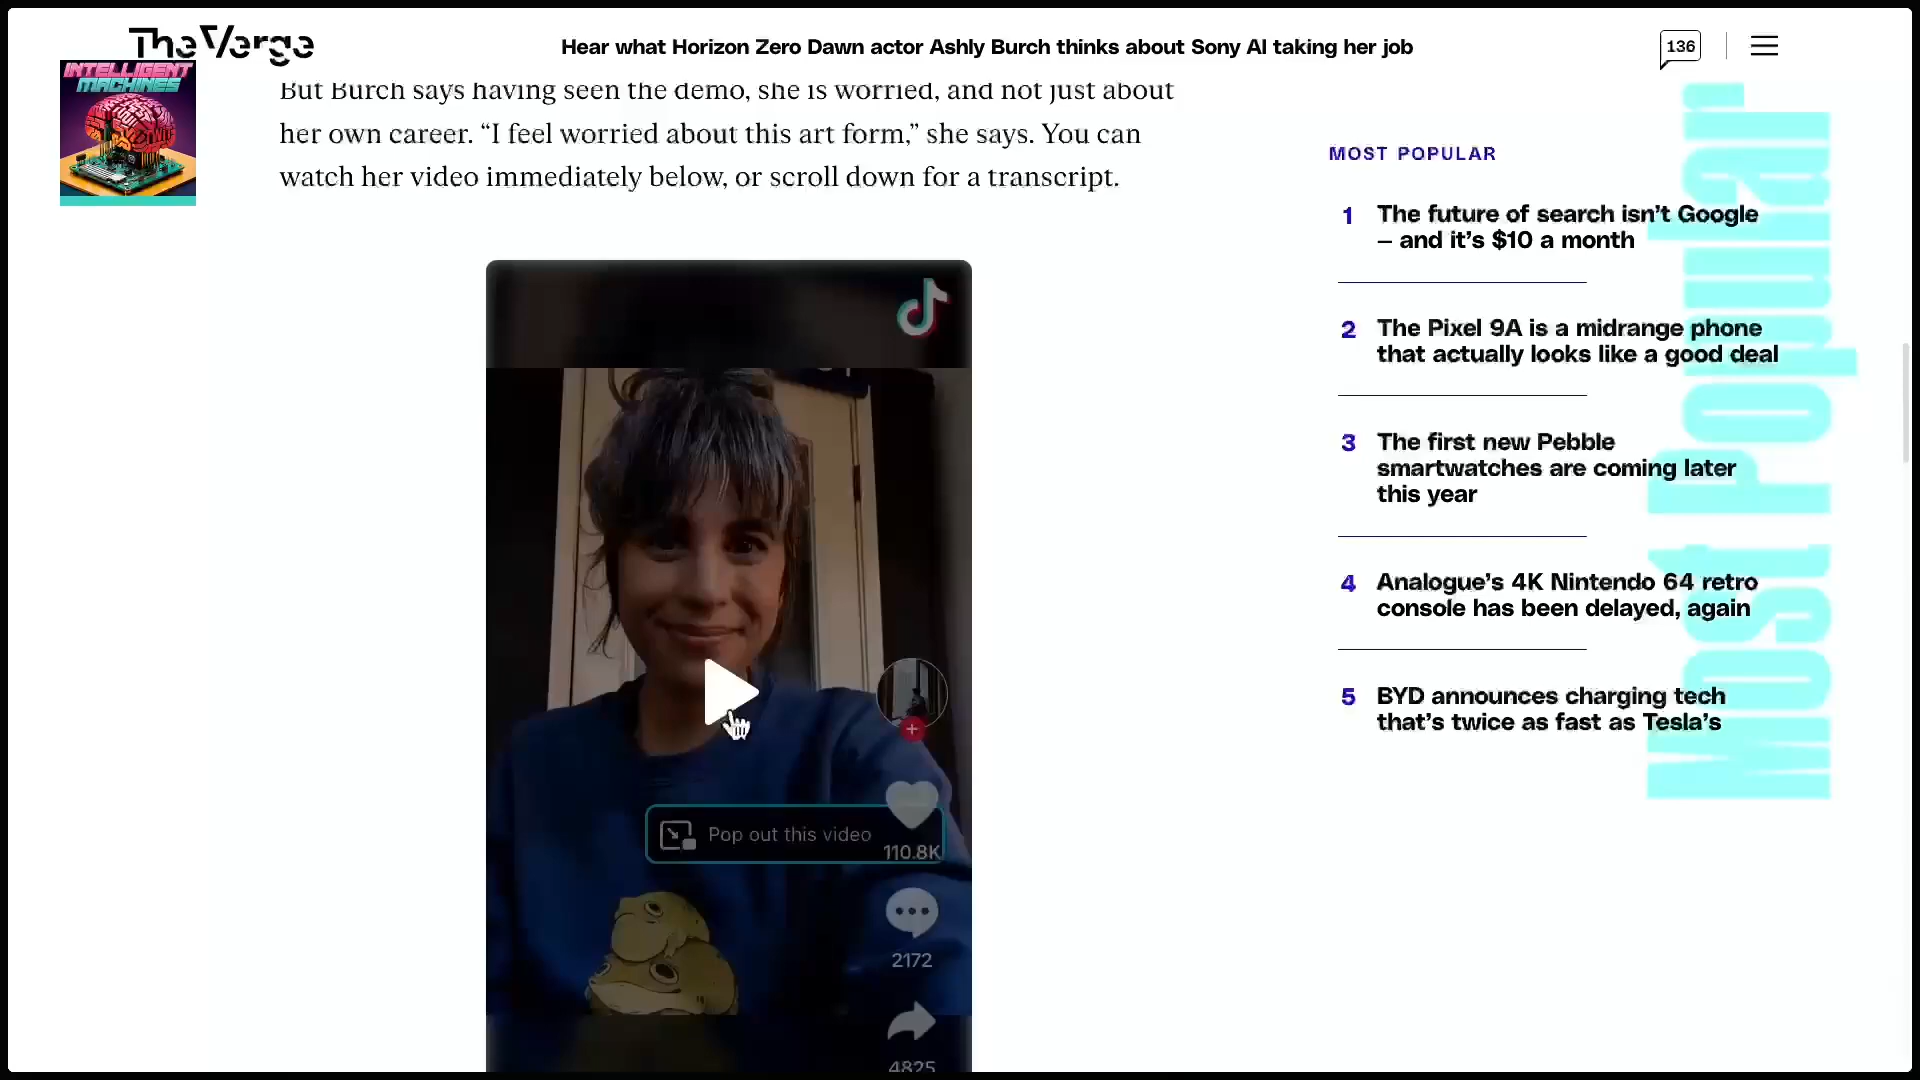 The Verge
Hear what Horizon Zero Dawn actor Ashly Burch thinks about Sony AI taking her job
136
INTELLIGENT
MACHINES
But Burch says having seen the demo, she is worried, and not just about
her own career. “I feel worried about this art form,” she says. You can
watch her video immediately below, or scroll down for a transcript.
Pop out this video
110.8K
2172
4825
MOST POPULAR
1 The future of search isn’t Google
– and it’s $10 a month
2 The Pixel 9A is a midrange phone
that actually looks like a good deal
3 The first new Pebble
smartwatches are coming later
this year
4 Analogue’s 4K Nintendo 64 retro
console has been delayed, again
5 BYD announces charging tech
that’s twice as fast as Tesla’s
Most Popular